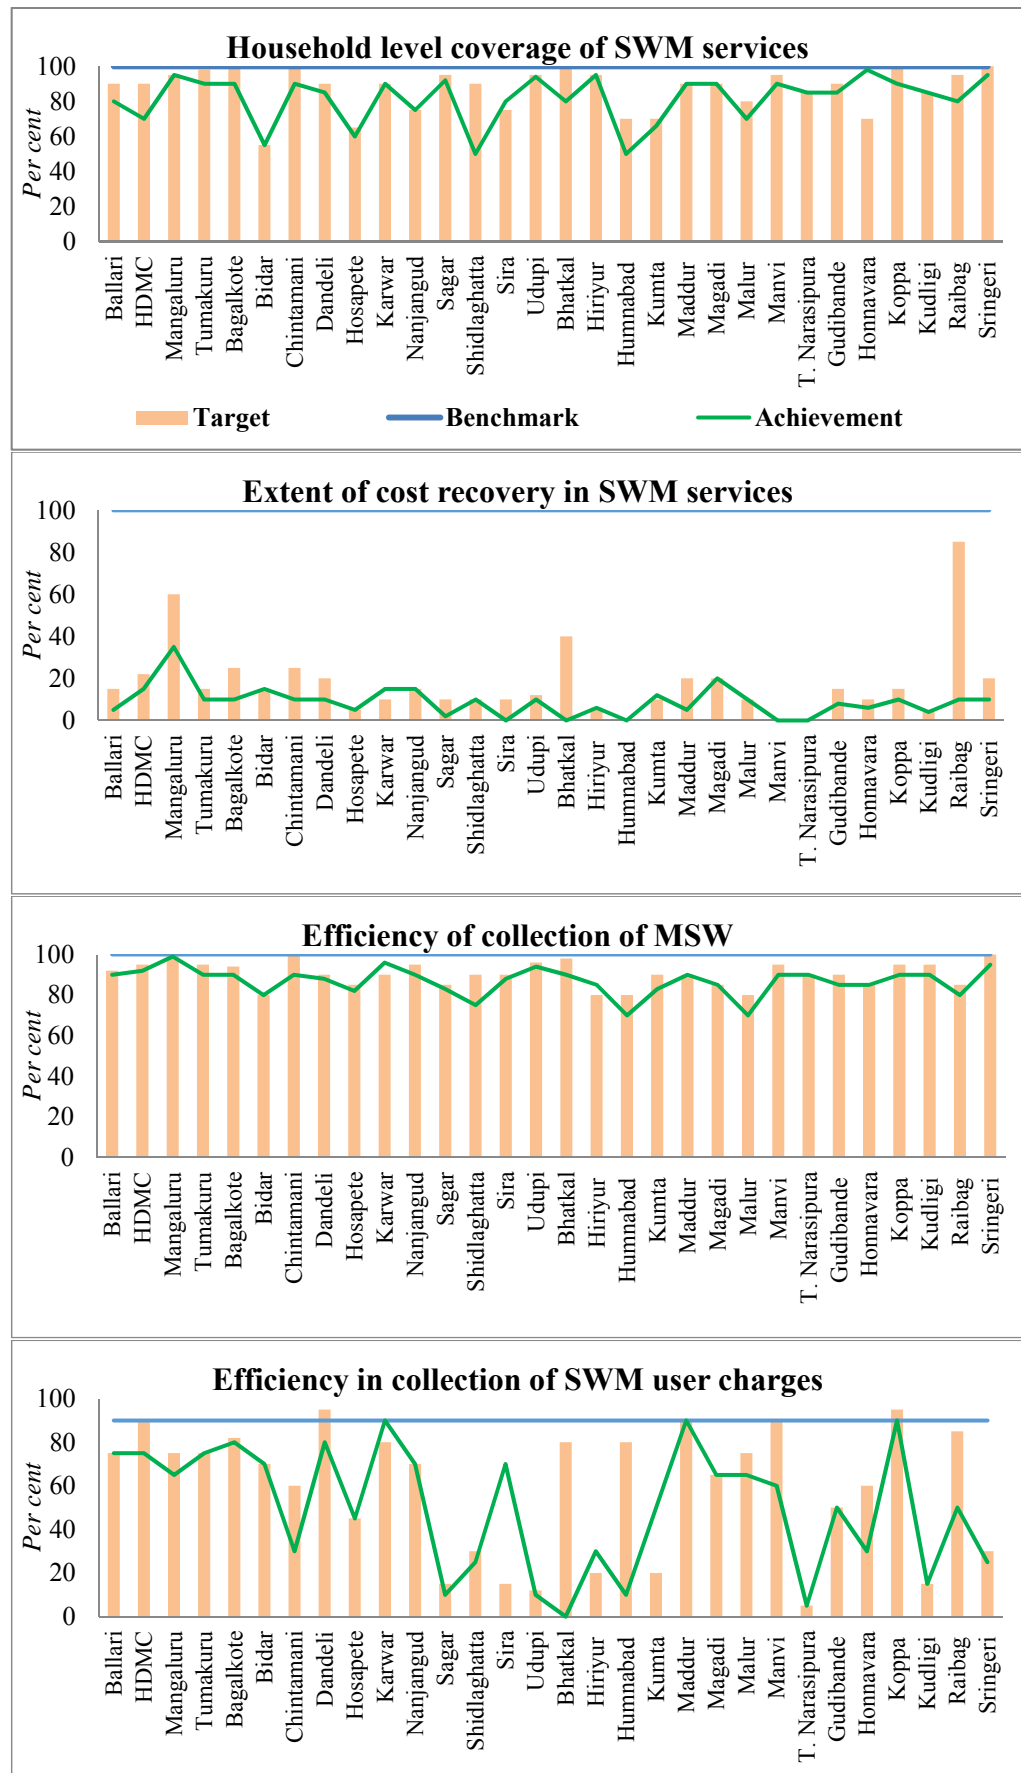 Household level coverage of SWM services
Per cent
100
80
60
40
20
0
Ballari
HDMC
Mangaluru
Tumakuru
Bagalkote
Bidar
Chintamani
Dandeli
Hosapete
Karwar
Nanjangud
Sagar
Shidlaghatta
Sira
Udupi
Bhatkal
Hiriyur
Humnabad
Kumta
Maddur
Magadi
Malur
Manvi
T. Narasipura
Gudibande
Honnavara
Koppa
Kudligi
Raibag
Sringeri
Target Benchmark Achievement
Extent of cost recovery in SWM services
Per cent
100
80
60
40
20
0
Ballari
HDMC
Mangaluru
Tumakuru
Bagalkote
Bidar
Chintamani
Dandeli
Hosapete
Karwar
Nanjangud
Sagar
Shidlaghatta
Sira
Udupi
Bhatkal
Hiriyur
Humnabad
Kumta
Maddur
Magadi
Malur
Manvi
T. Narasipura
Gudibande
Honnavara
Koppa
Kudligi
Raibag
Sringeri
Efficiency of collection of MSW
Per cent
100
80
60
40
20
0
Ballari
HDMC
Mangaluru
Tumakuru
Bagalkote
Bidar
Chintamani
Dandeli
Hosapete
Karwar
Nanjangud
Sagar
Shidlaghatta
Sira
Udupi
Bhatkal
Hiriyur
Humnabad
Kumta
Maddur
Magadi
Malur
Manvi
T. Narasipura
Gudibande
Honnavara
Koppa
Kudligi
Raibag
Sringeri
Efficiency in collection of SWM user charges
Per cent
100
80
60
40
20
0
Ballari
HDMC
Mangaluru
Tumakuru
Bagalkote
Bidar
Chintamani
Dandeli
Hosapete
Karwar
Nanjangud
Sagar
Shidlaghatta
Sira
Udupi
Bhatkal
Hiriyur
Humnabad
Kumta
Maddur
Magadi
Malur
Manvi
T. Narasipura
Gudibande
Honnavara
Koppa
Kudligi
Raibag
Sringeri